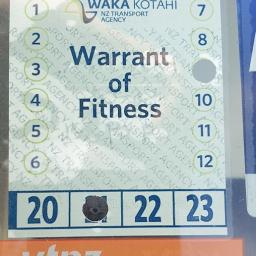 WAKA KOTAHI
NZ TRANSPORT
AGENCY
1 7
2 8
3
4 10
5 11
6 12
Warrant
of
Fitness
20 22 23
vtnz